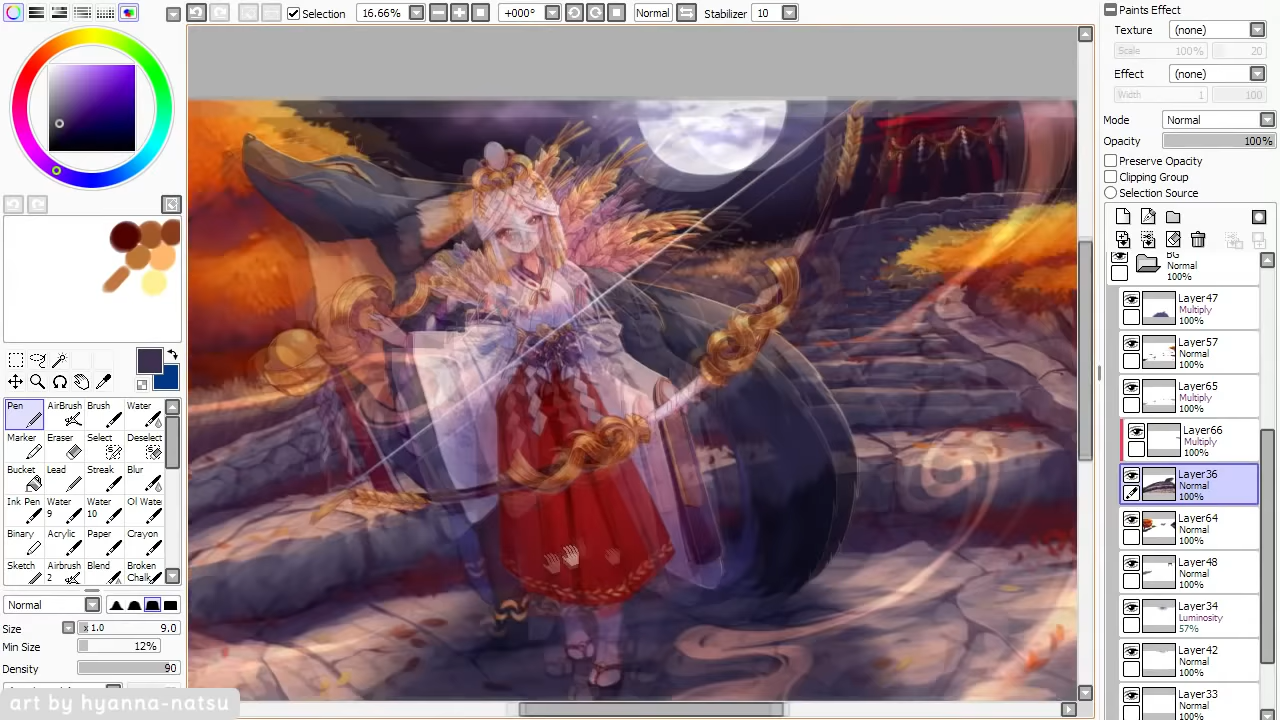 Selection 16.65% +000° Normal Stabilizer 10
Paints Effect
Texture (none)
Scale 100% 20
Effect (none)
Width 1 100
Mode Normal
Opacity 100%
Preserve Opacity
Clipping Group
Selection Source
BG
Normal
100%
Layer47
Multiply
100%
Layer57
Normal
100%
Layer65
Multiply
100%
Layer66
Multiply
100%
Layer36
Normal
100%
Layer64
Normal
100%
Layer48
Normal
100%
Layer34
Luminosity
57%
Layer42
Normal
100%
Layer33
Normal
100%
Pen AirBrush Brush Water
Marker Eraser Select Deselect
Bucket Lead Streak Blur
Ink Pen Water 9 Water 10 Oil Wate
Binary Acrylic Paper Crayon
Sketch Airbrush 2 Blend Broken Chalk
Normal
Size x 1.0 9.0
Min Size 12%
Density 90
art by hyanna-natsu